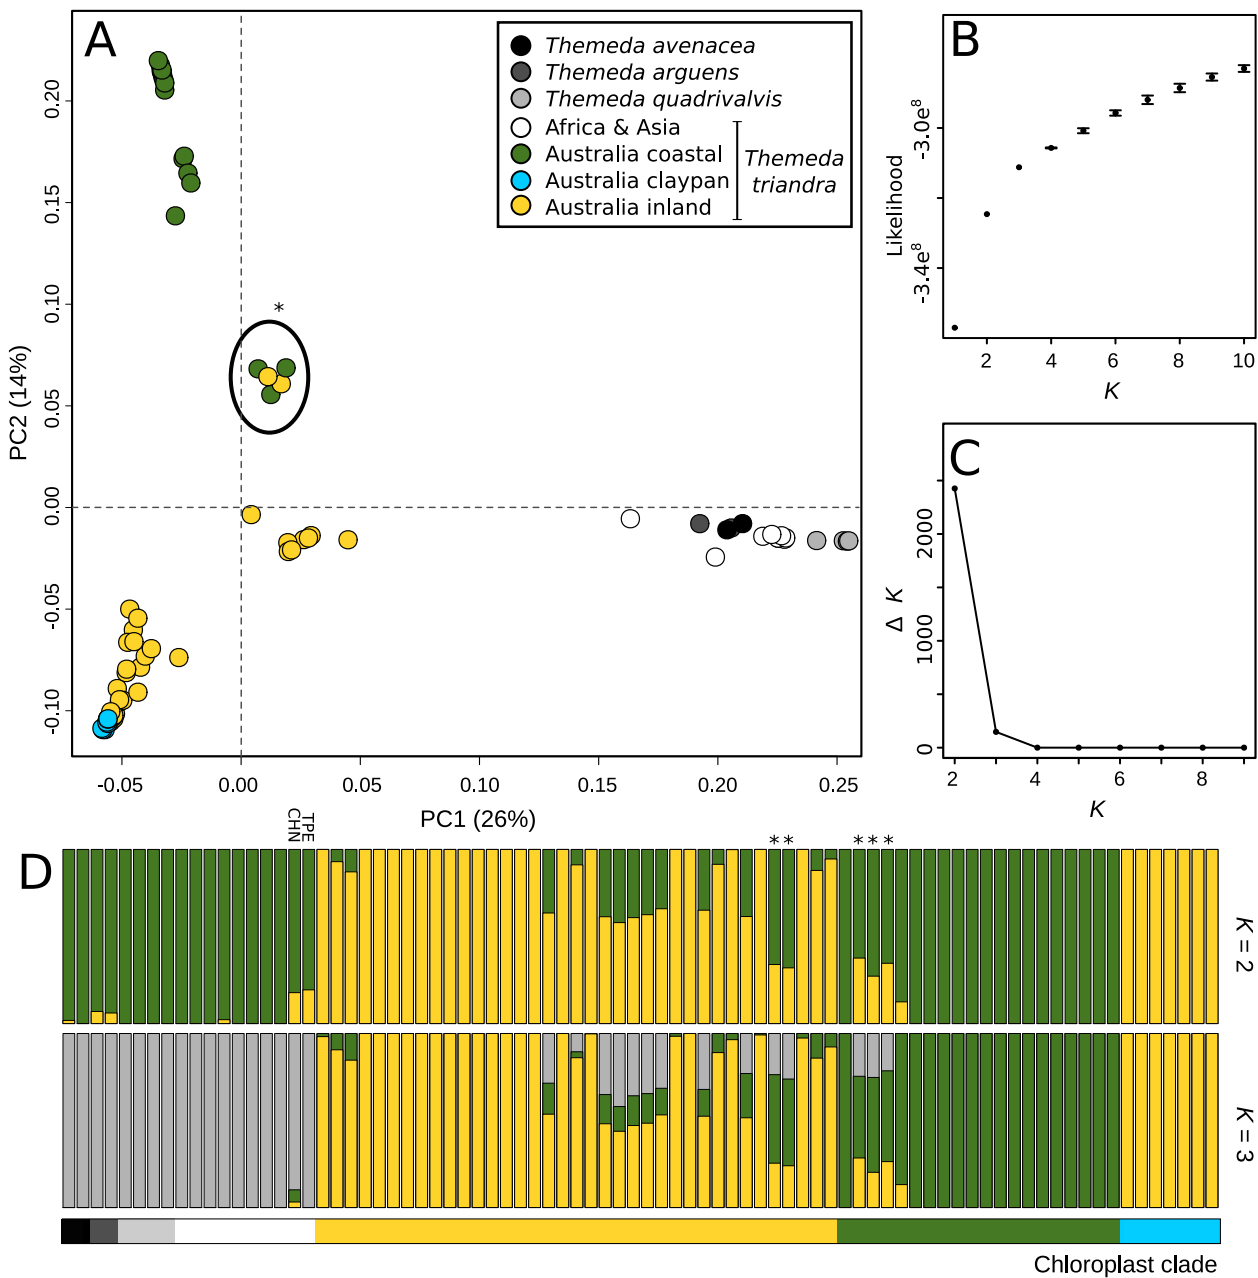 A
Themeda avenacea
Themeda arguens
Themeda quadrivalvis
Africa & Asia
Australia coastal
Australia claypan
Australia inland
Themeda
triandra
*
0.20
0.15
0.10
0.05
0.00
-0.05
-0.10
PC2 (14%)
-0.05 0.00 0.05 0.10 0.15 0.20 0.25
PC1 (26%)
B
-3.0e8
-3.4e8
Likelihood
2 4 6 8 10
K
C
2000
1000
0
Δ K
2 4 6 8
K
D
CHN
TPE
* * * * *
K = 2
K = 3
Chloroplast clade